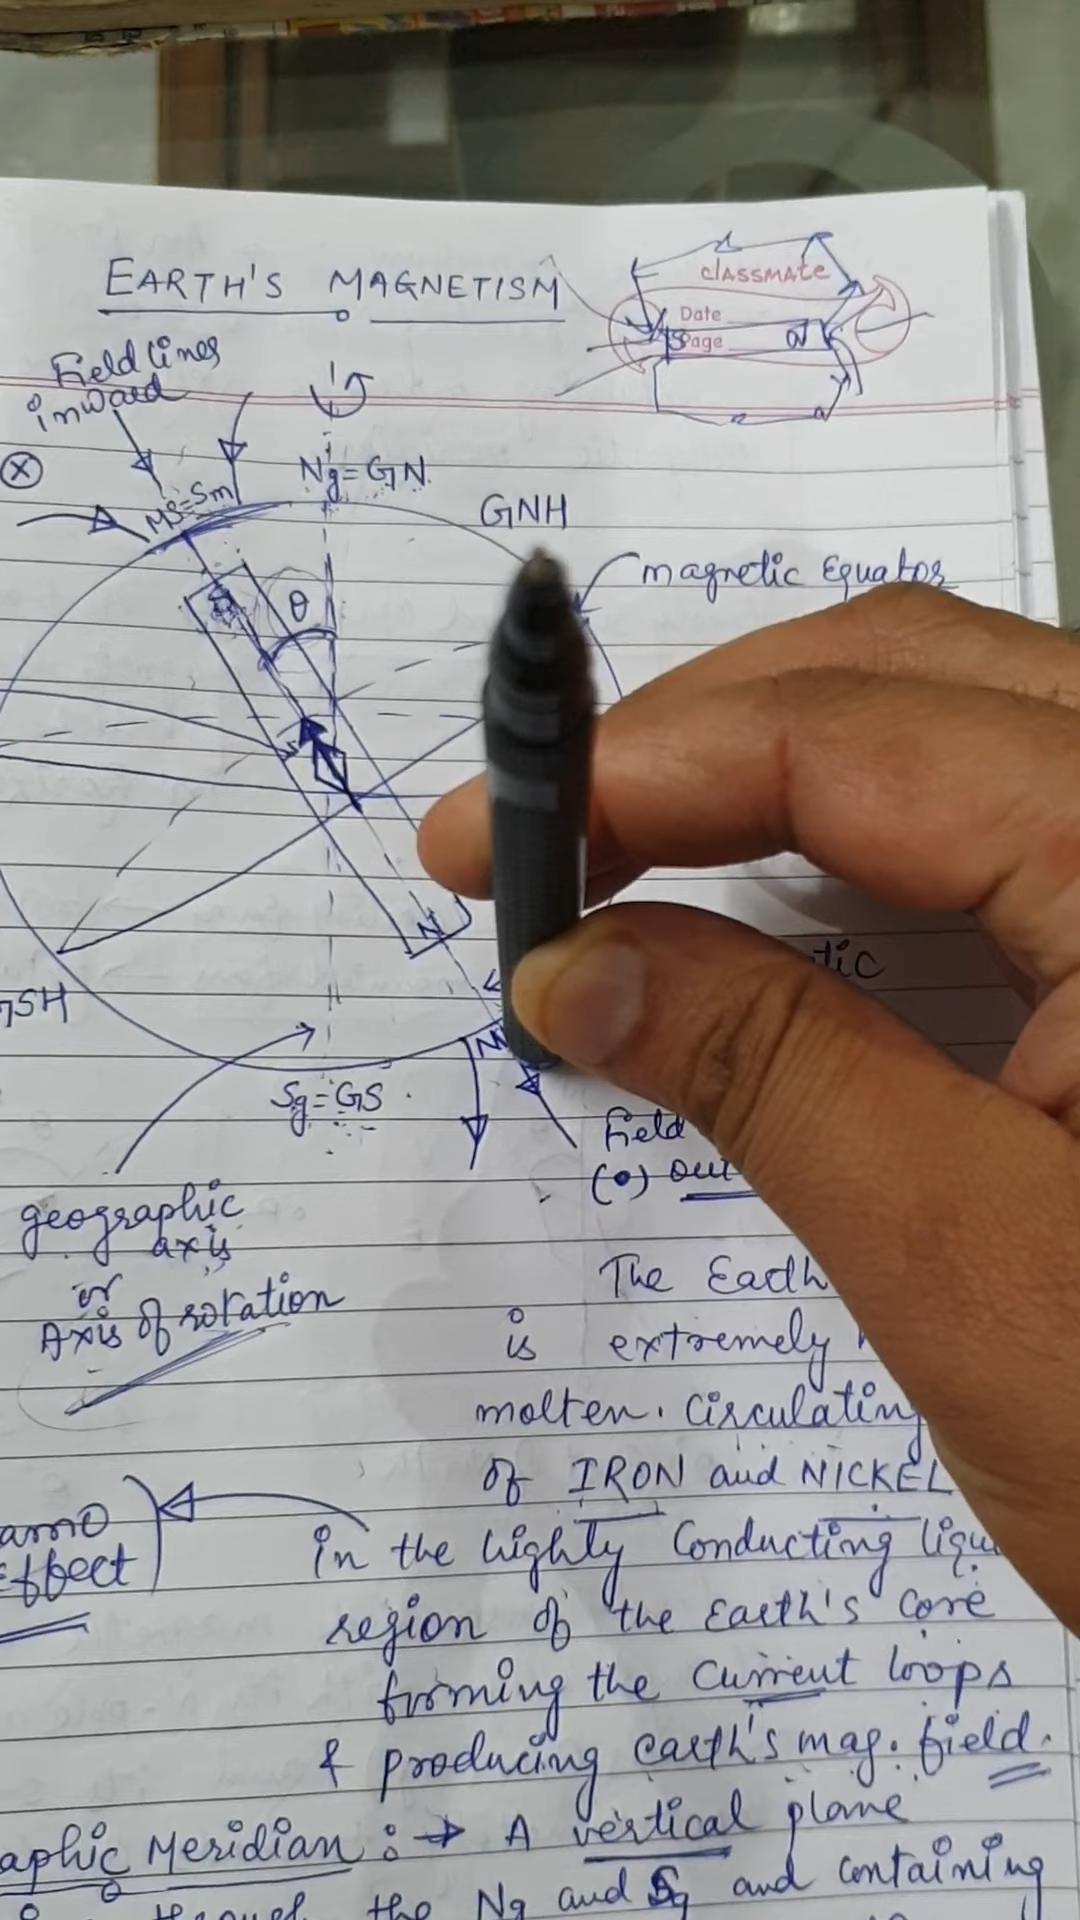 EARTH'S MAGNETISM
classmate
Date
Page
S N
Field lines
inward
Ng = GN
MS = Sm
GNH
magnetic Equator
θ
S
N
tic
GSH
Sg = GS
Field
(•) out
geographic
axis
or
Axis of rotation
The Earth
is extremely
molten. Circulating
of IRON and NICKEL
amo
Effect
in the highly Conducting liqu
region of the Earth's core
forming the current loops
& producing earth's mag. field.
aphic Meridian :→ A vertical plane
the Ng and Sg and containing